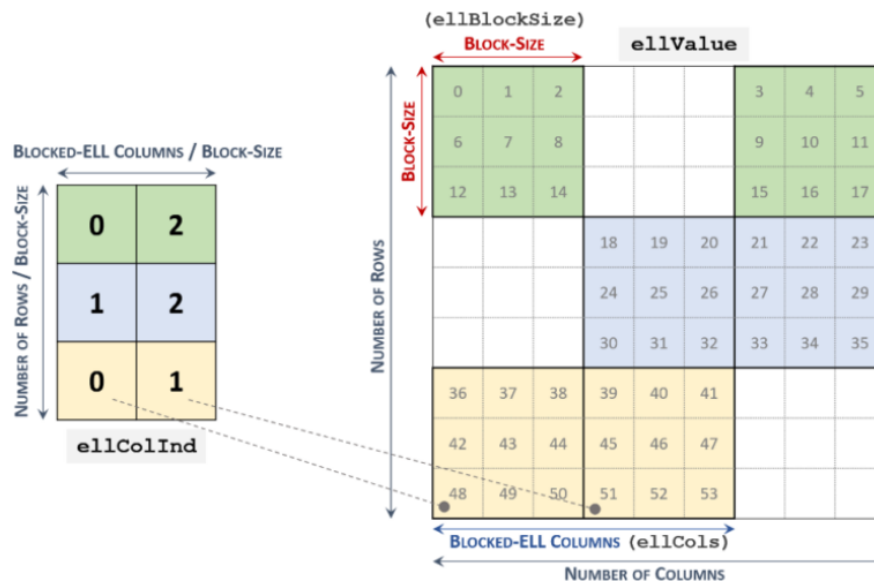 (ellBlockSize)
BLOCK-SIZE
ellValue
BLOCK-SIZE
NUMBER OF ROWS
0 1 2 3 4 5
6 7 8 9 10 11
12 13 14 15 16 17
18 19 20 21 22 23
24 25 26 27 28 29
30 31 32 33 34 35
36 37 38 39 40 41
42 43 44 45 46 47
48 49 50 51 52 53
BLOCKED-ELL COLUMNS (ellCols)
NUMBER OF COLUMNS
BLOCKED-ELL COLUMNS / BLOCK-SIZE
NUMBER OF ROWS / BLOCK-SIZE
0 2
1 2
0 1
ellColInd